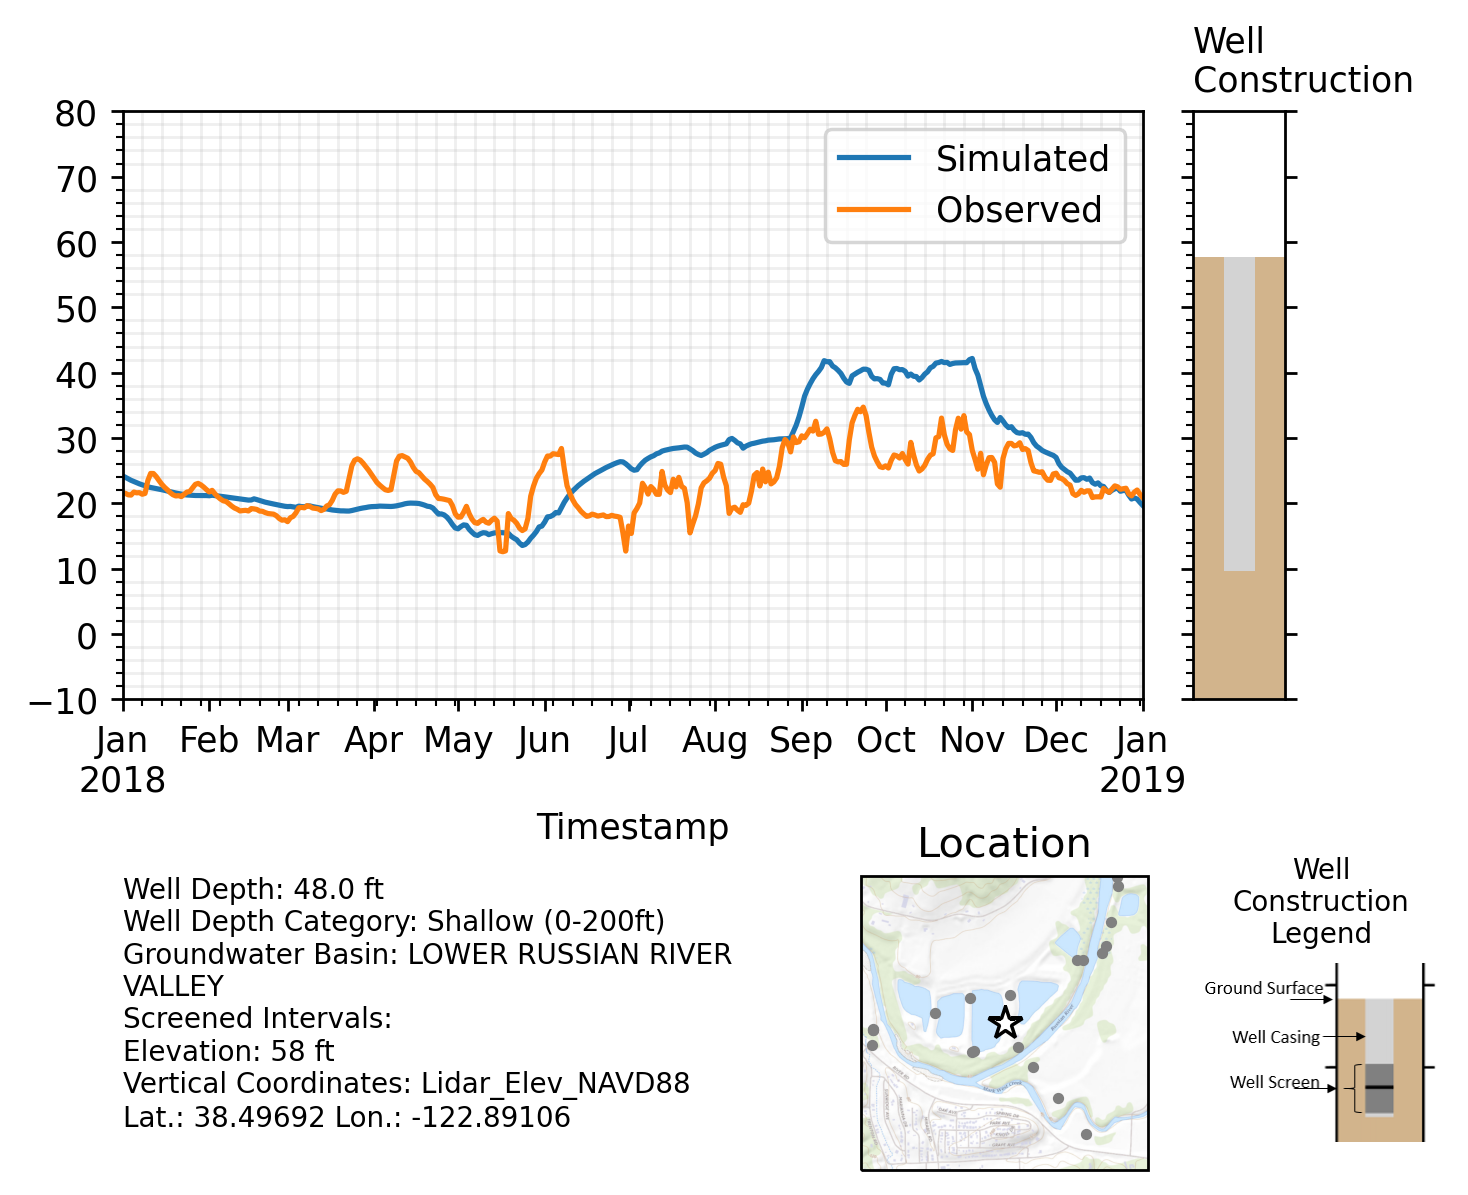 Well
Construction
80
70
60
50
40
30
20
10
0
−10
Simulated
Observed
Jan Feb Mar Apr May Jun Jul Aug Sep Oct Nov Dec Jan
2018 2019
Timestamp
Well Depth: 48.0 ft
Well Depth Category: Shallow (0-200ft)
Groundwater Basin: LOWER RUSSIAN RIVER
VALLEY
Screened Intervals:
Elevation: 58 ft
Vertical Coordinates: Lidar_Elev_NAVD88
Lat.: 38.49692 Lon.: -122.89106
Location
Well
Construction
Legend
Ground Surface
Well Casing
Well Screen